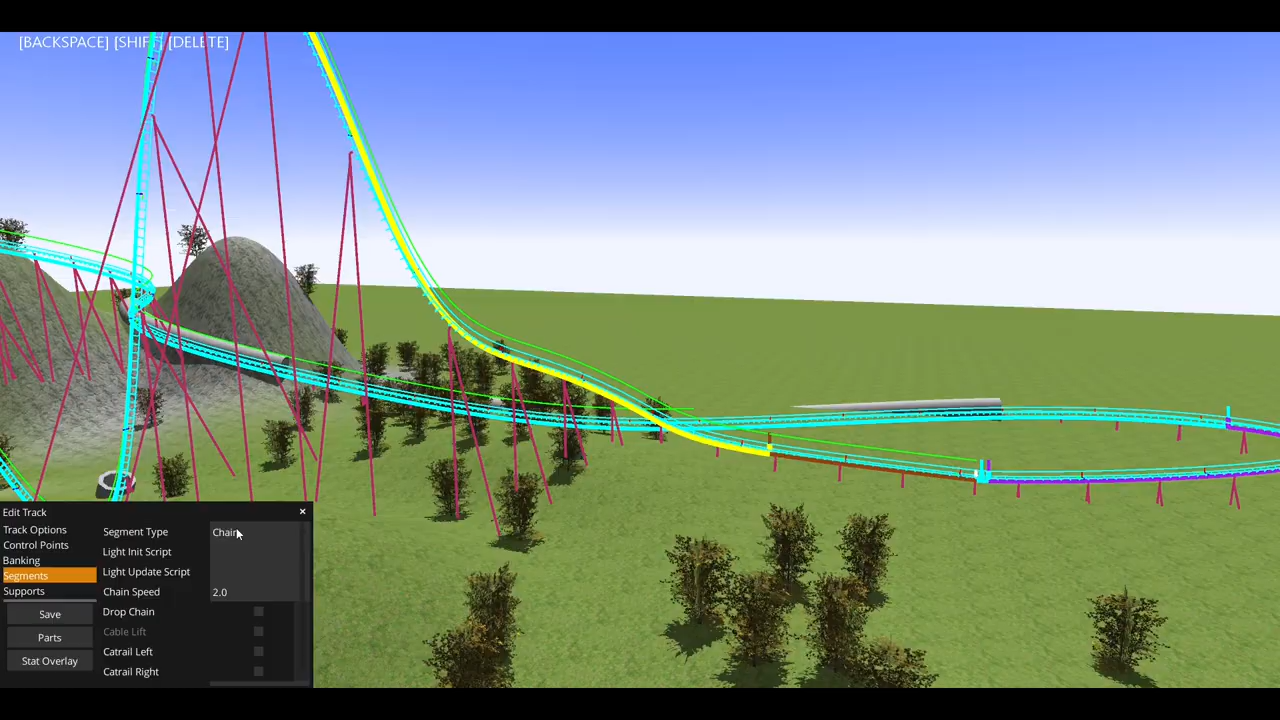 [BACKSPACE] [SHIFT] [DELETE]
Edit Track
Track Options
Control Points
Banking
Segments
Supports
Save
Parts
Stat Overlay
Segment Type Chain
Light Init Script
Light Update Script
Chain Speed 2.0
Drop Chain
Cable Lift
Catrail Left
Catrail Right